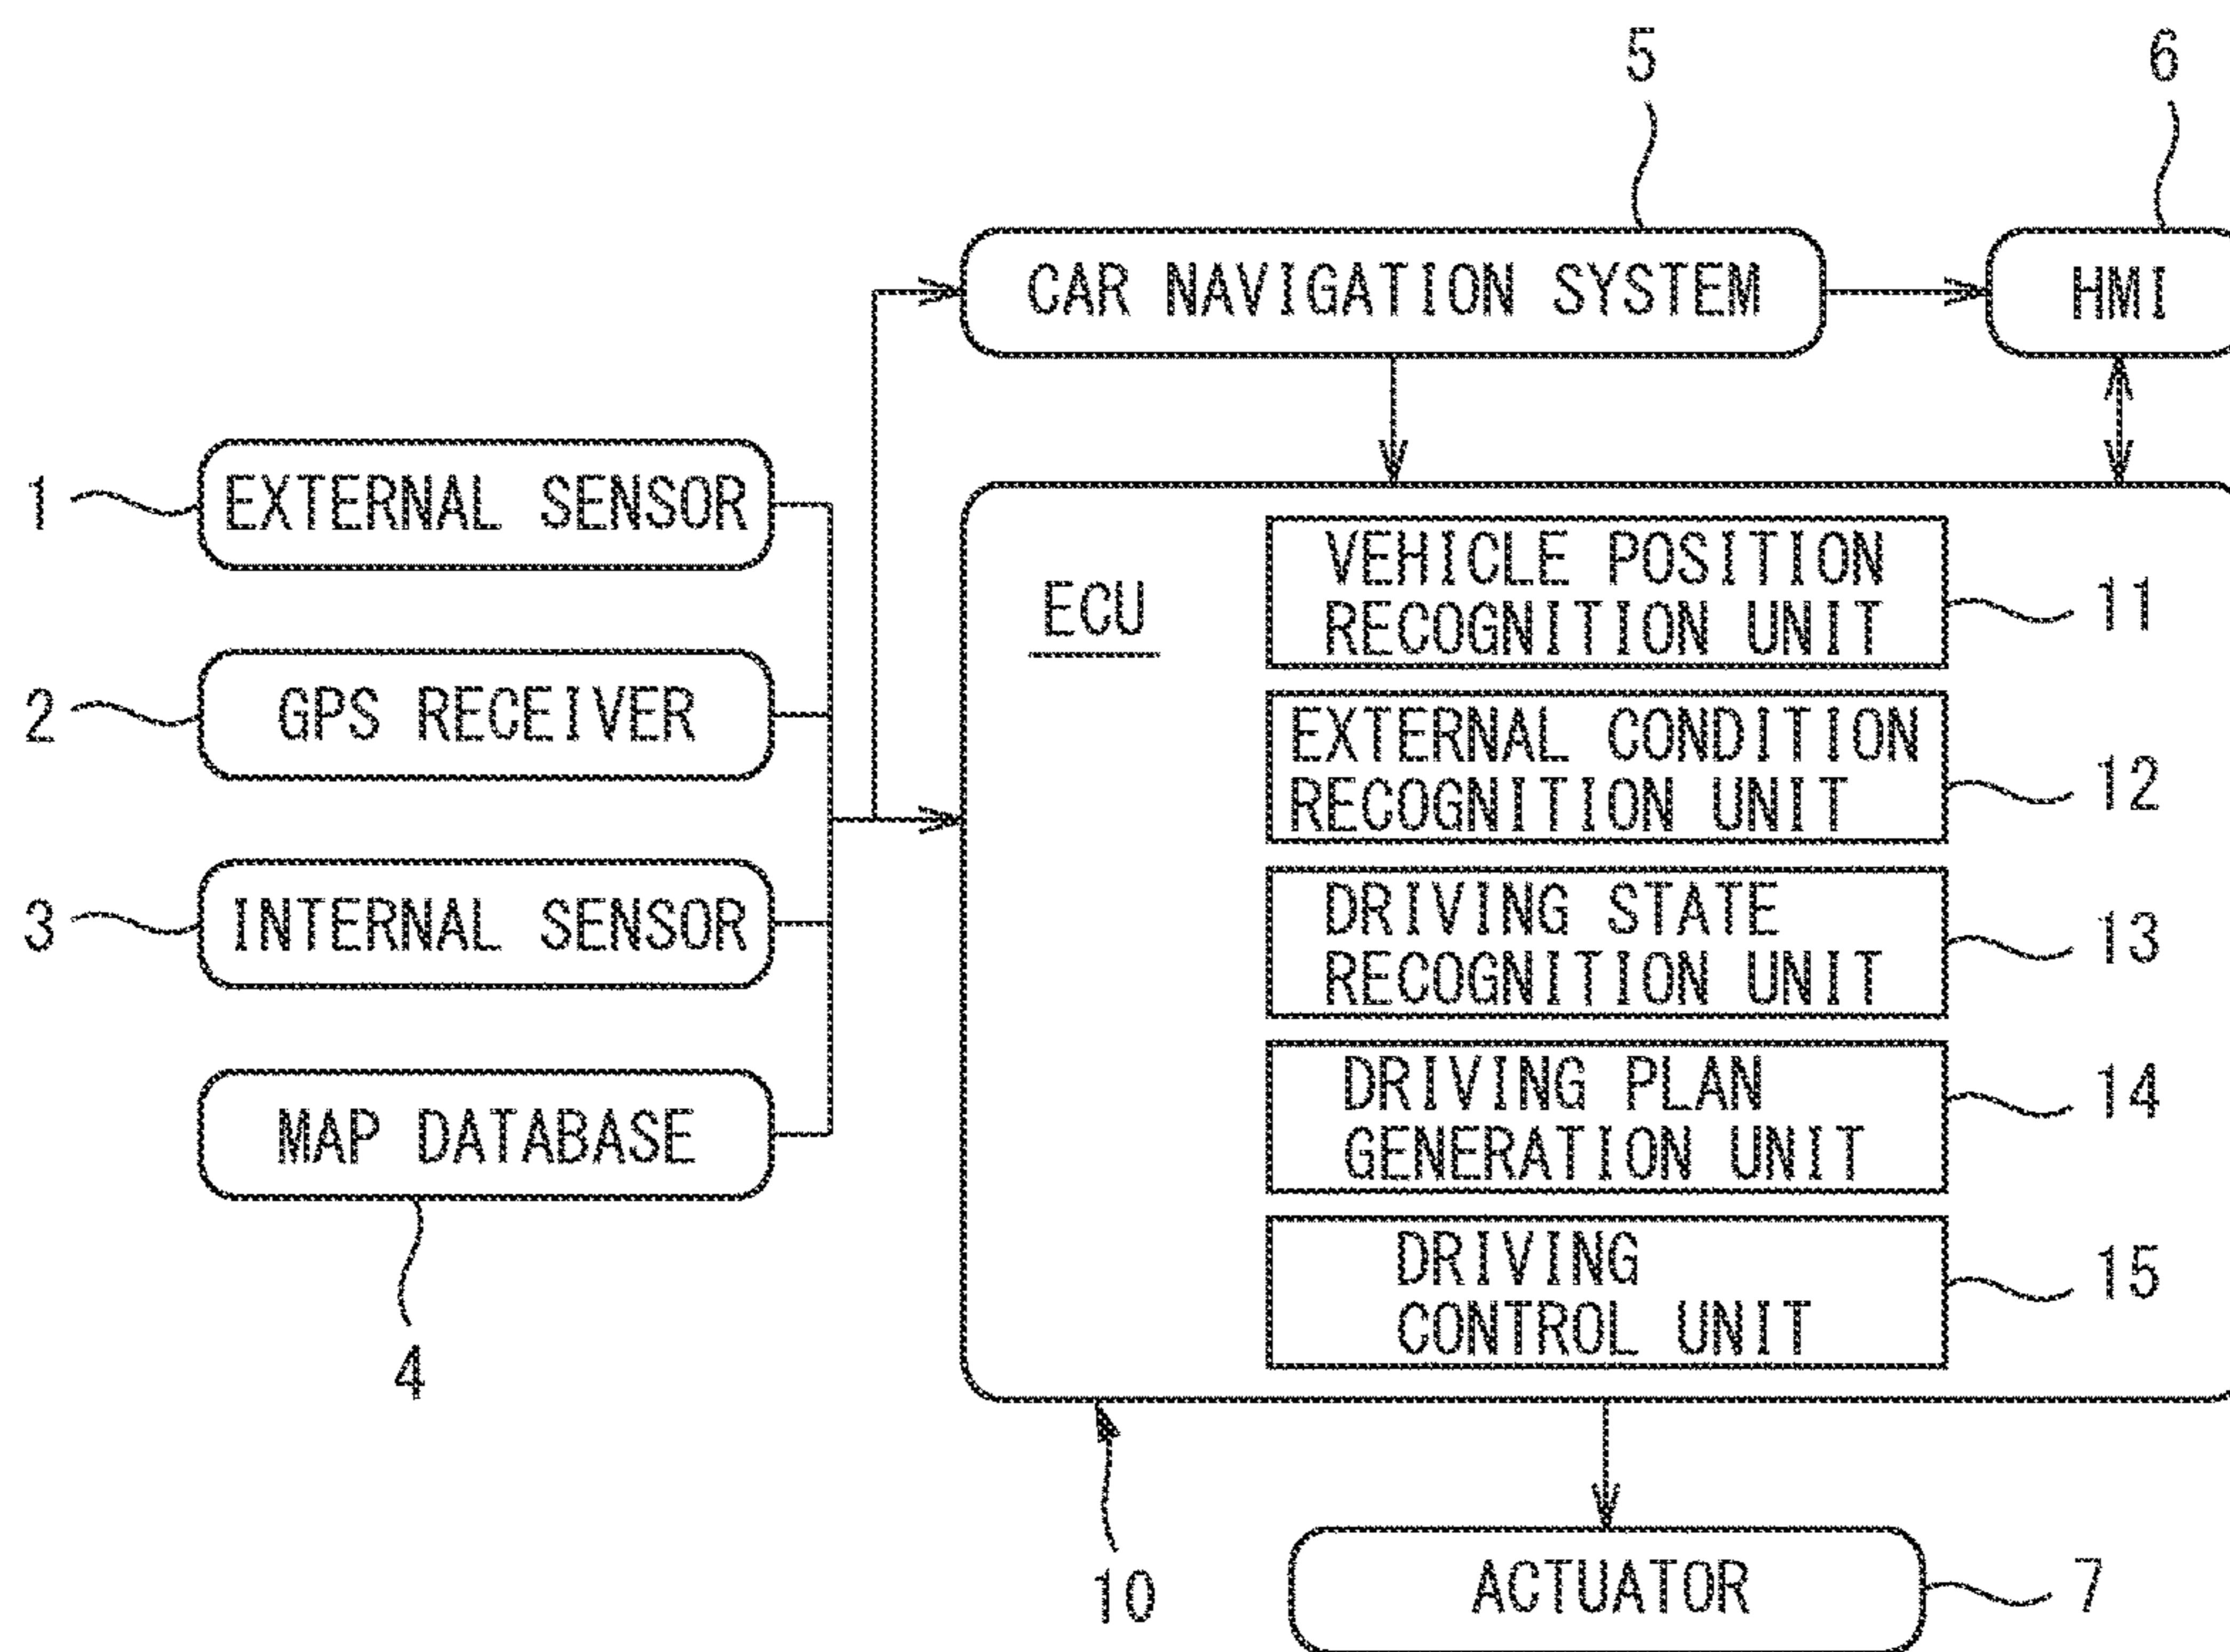 5
6
CAR NAVIGATION SYSTEM
HMI
1
EXTERNAL SENSOR
2
GPS RECEIVER
3
INTERNAL SENSOR
MAP DATABASE
4
ECU
VEHICLE POSITION
RECOGNITION UNIT
11
EXTERNAL CONDITION
RECOGNITION UNIT
12
DRIVING STATE
RECOGNITION UNIT
13
DRIVING PLAN
GENERATION UNIT
14
DRIVING
CONTROL UNIT
15
10
ACTUATOR
7